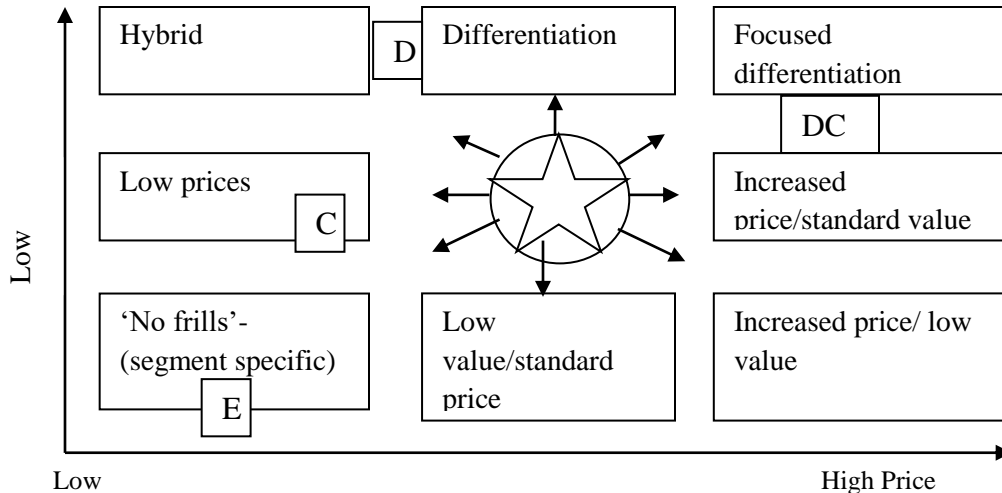 Hybrid
D
Differentiation
Focused
differentiation
DC
Low prices
C
Increased
price/standard value
Low
‘No frills’-
(segment specific)
E
Low
value/standard
price
Increased price/ low
value
Low
High Price